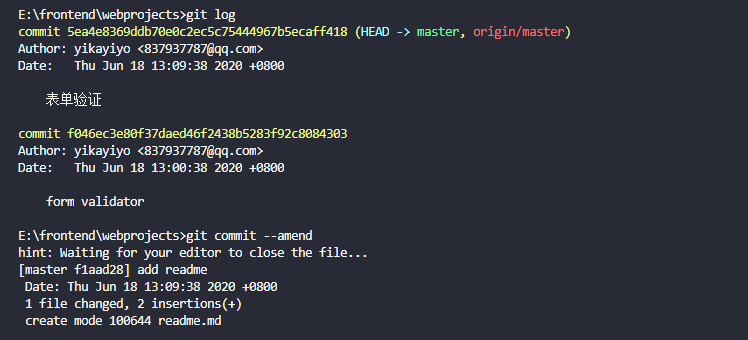 E:\frontend\webprojects>git log
commit 5ea4e8369ddb70e0c2ec5c75444967b5ecaff418 (HEAD -> master, origin/master)
Author: yikayiyo <837937787@qq.com>
Date:   Thu Jun 18 13:09:38 2020 +0800
表单验证
commit f046ec3e80f37daed46f2438b5283f92c8084303
Author: yikayiyo <837937787@qq.com>
Date:   Thu Jun 18 13:00:38 2020 +0800
form validator
E:\frontend\webprojects>git commit --amend
hint: Waiting for your editor to close the file...
[master f1aad28] add readme
Date: Thu Jun 18 13:09:38 2020 +0800
1 file changed, 2 insertions(+)
create mode 100644 readme.md